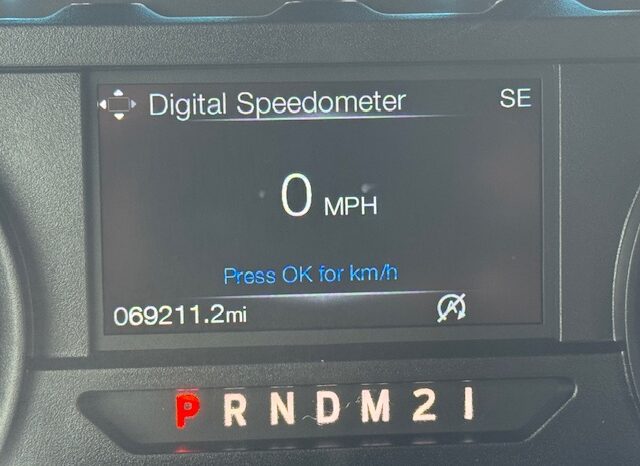 Digital Speedometer SE
0 MPH
Press OK for km/h
069211.2mi
P R N D M 2 1